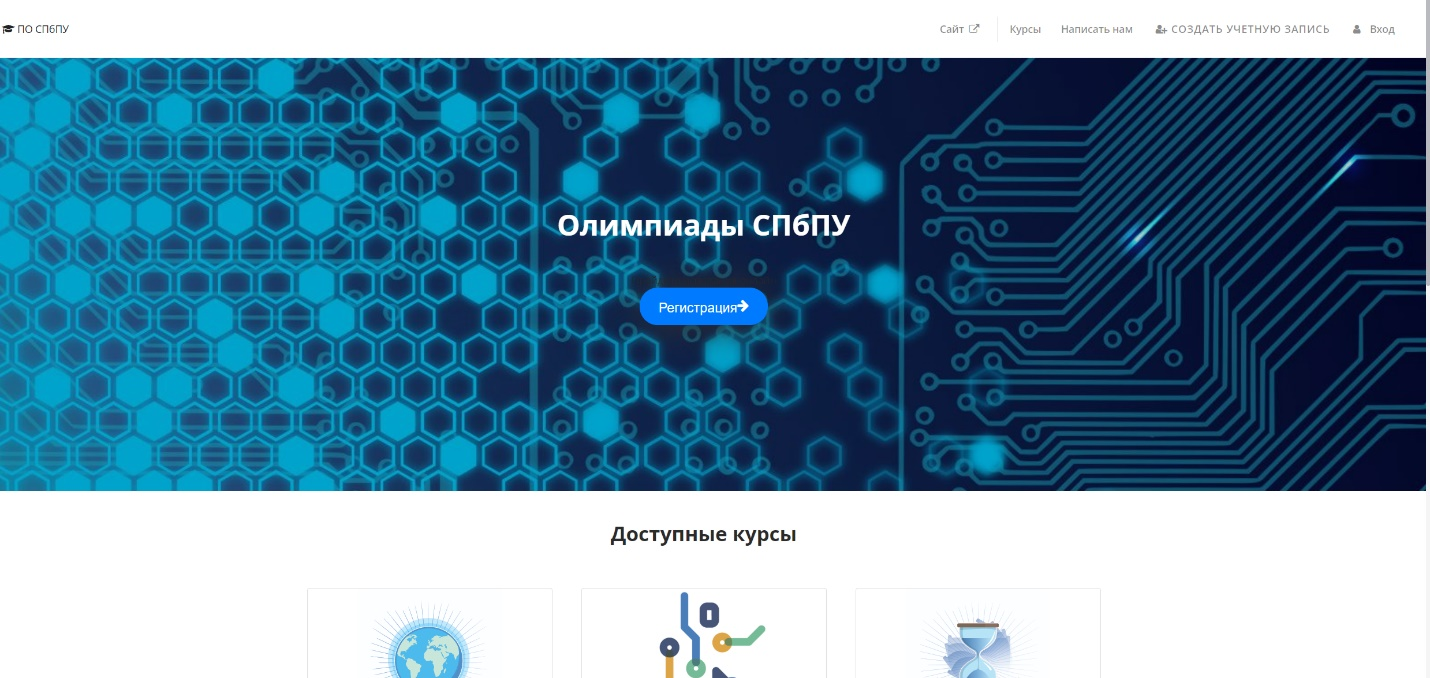 ПО СПбПУ
Сайт Курсы Написать нам СОЗДАТЬ УЧЕТНУЮ ЗАПИСЬ Вход
Олимпиады СПбПУ
Регистрация
Доступные курсы